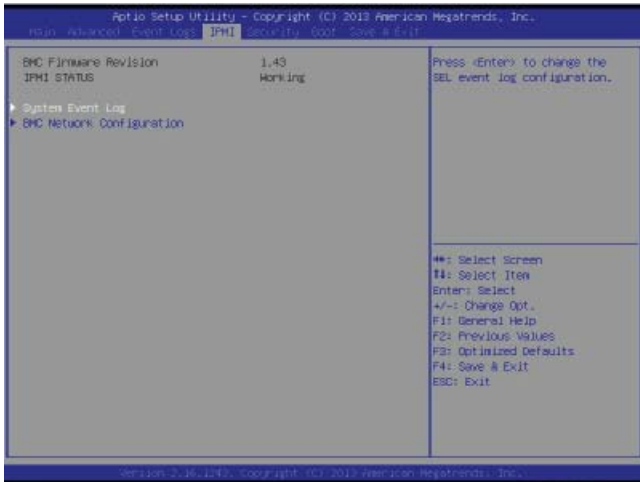 Aptio Setup Utility - Copyright (C) 2013 American Megatrends, Inc.
Main Advanced Event Logs IPMI Security Boot Save & Exit
BMC Firmware Revision 1.43
IPMI STATUS Working
System Event Log
BMC Network Configuration
Press <Enter> to change the
SEL event log configuration.
: Select Screen
↑↓: Select Item
Enter: Select
+/-: Change Opt.
F1: General Help
F2: Previous Values
F3: Optimized Defaults
F4: Save & Exit
ESC: Exit
Version 2.16.1243. Copyright (C) 2013 American Megatrends, Inc.